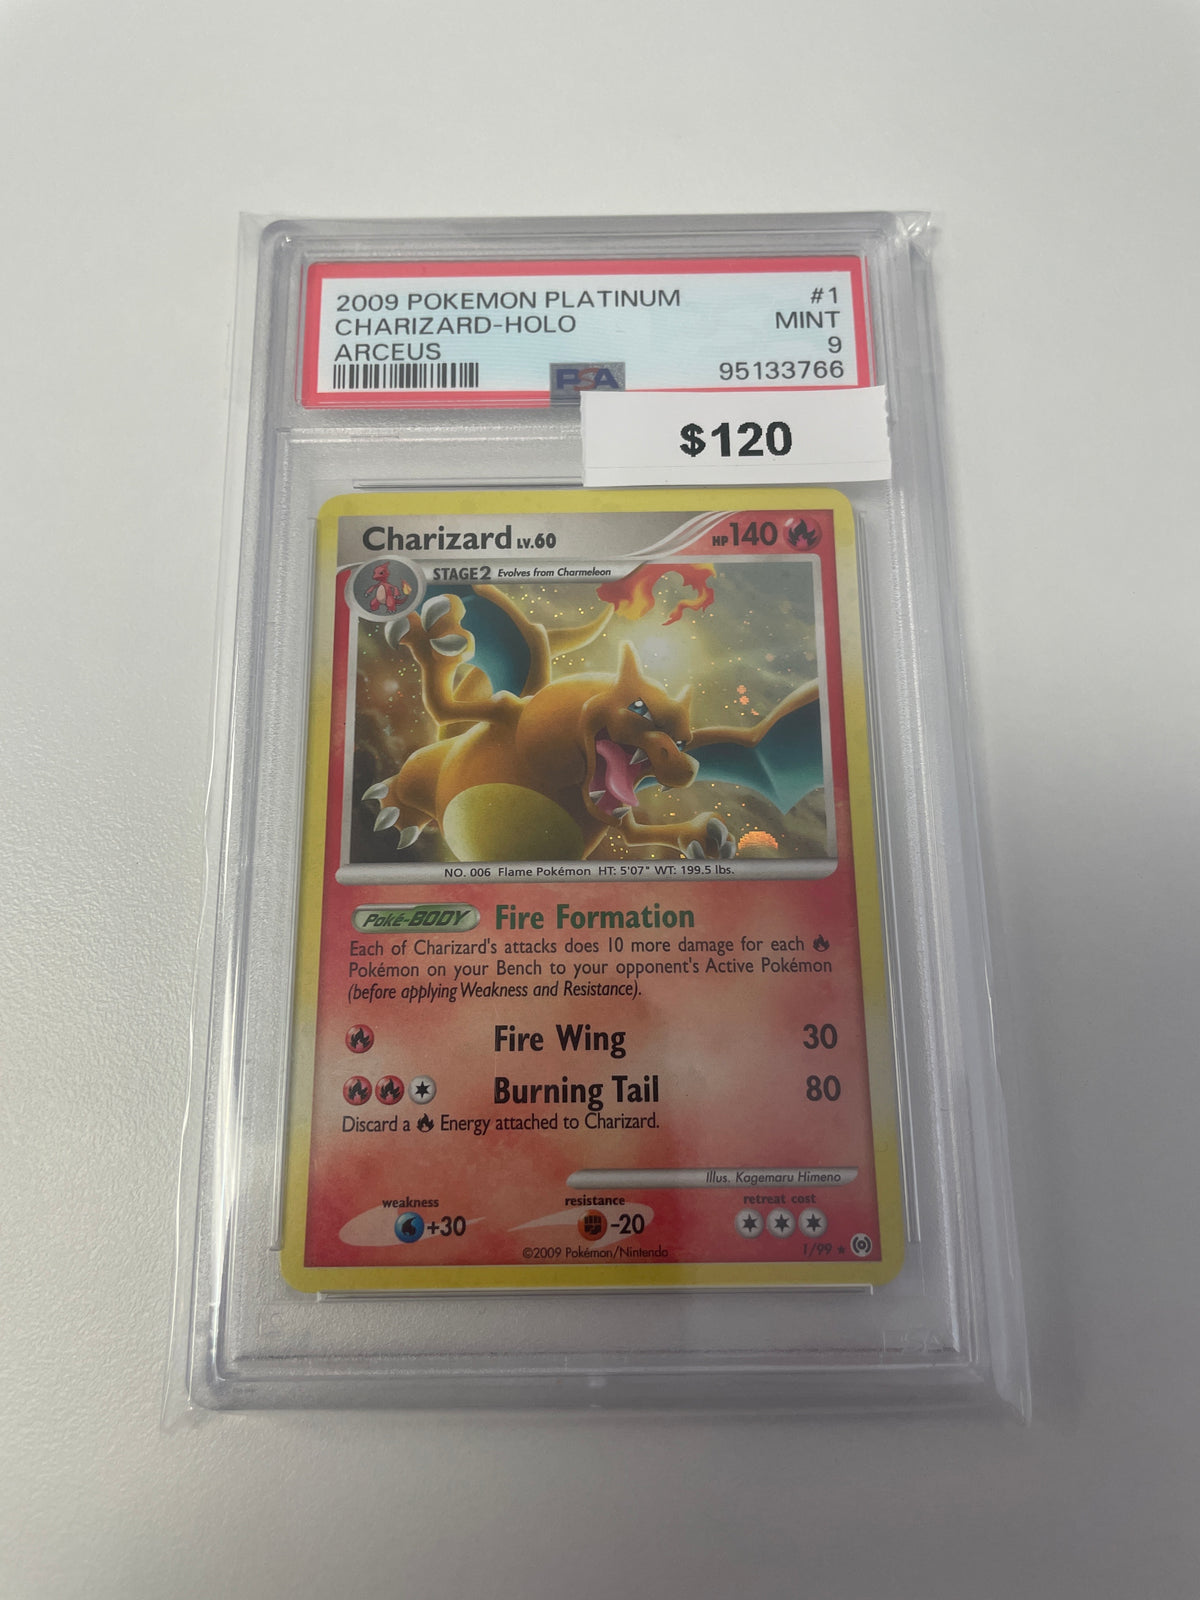 2009 POKEMON PLATINUM #1
CHARIZARD-HOLO MINT
ARCEUS 9
PSA 95133766
$120
Charizard LV.60 HP 140
STAGE2 Evolves from Charmeleon
NO. 006 Flame Pokémon HT: 5'07" WT: 199.5 lbs.
Poké-BODY Fire Formation
Each of Charizard's attacks does 10 more damage for each
Pokémon on your Bench to your opponent's Active Pokémon
(before applying Weakness and Resistance).
Fire Wing 30
Burning Tail 80
Discard a Energy attached to Charizard.
Illus. Kagemaru Himeno
weakness resistance retreat cost
+30 -20
©2009 Pokémon/Nintendo 1/99
PSA